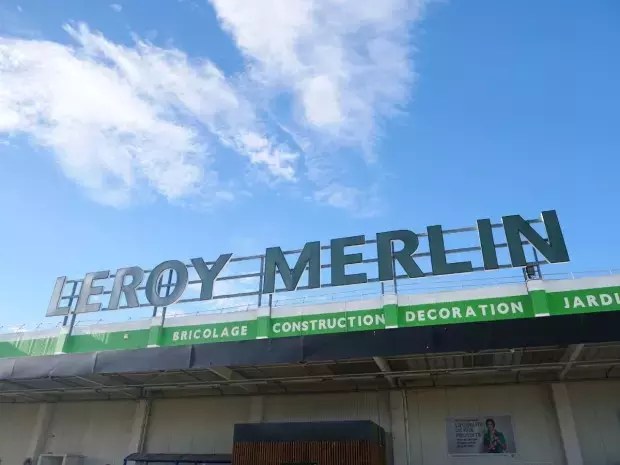 LEROY MERLIN
BRICOLAGE CONSTRUCTION DECORATION JARDI